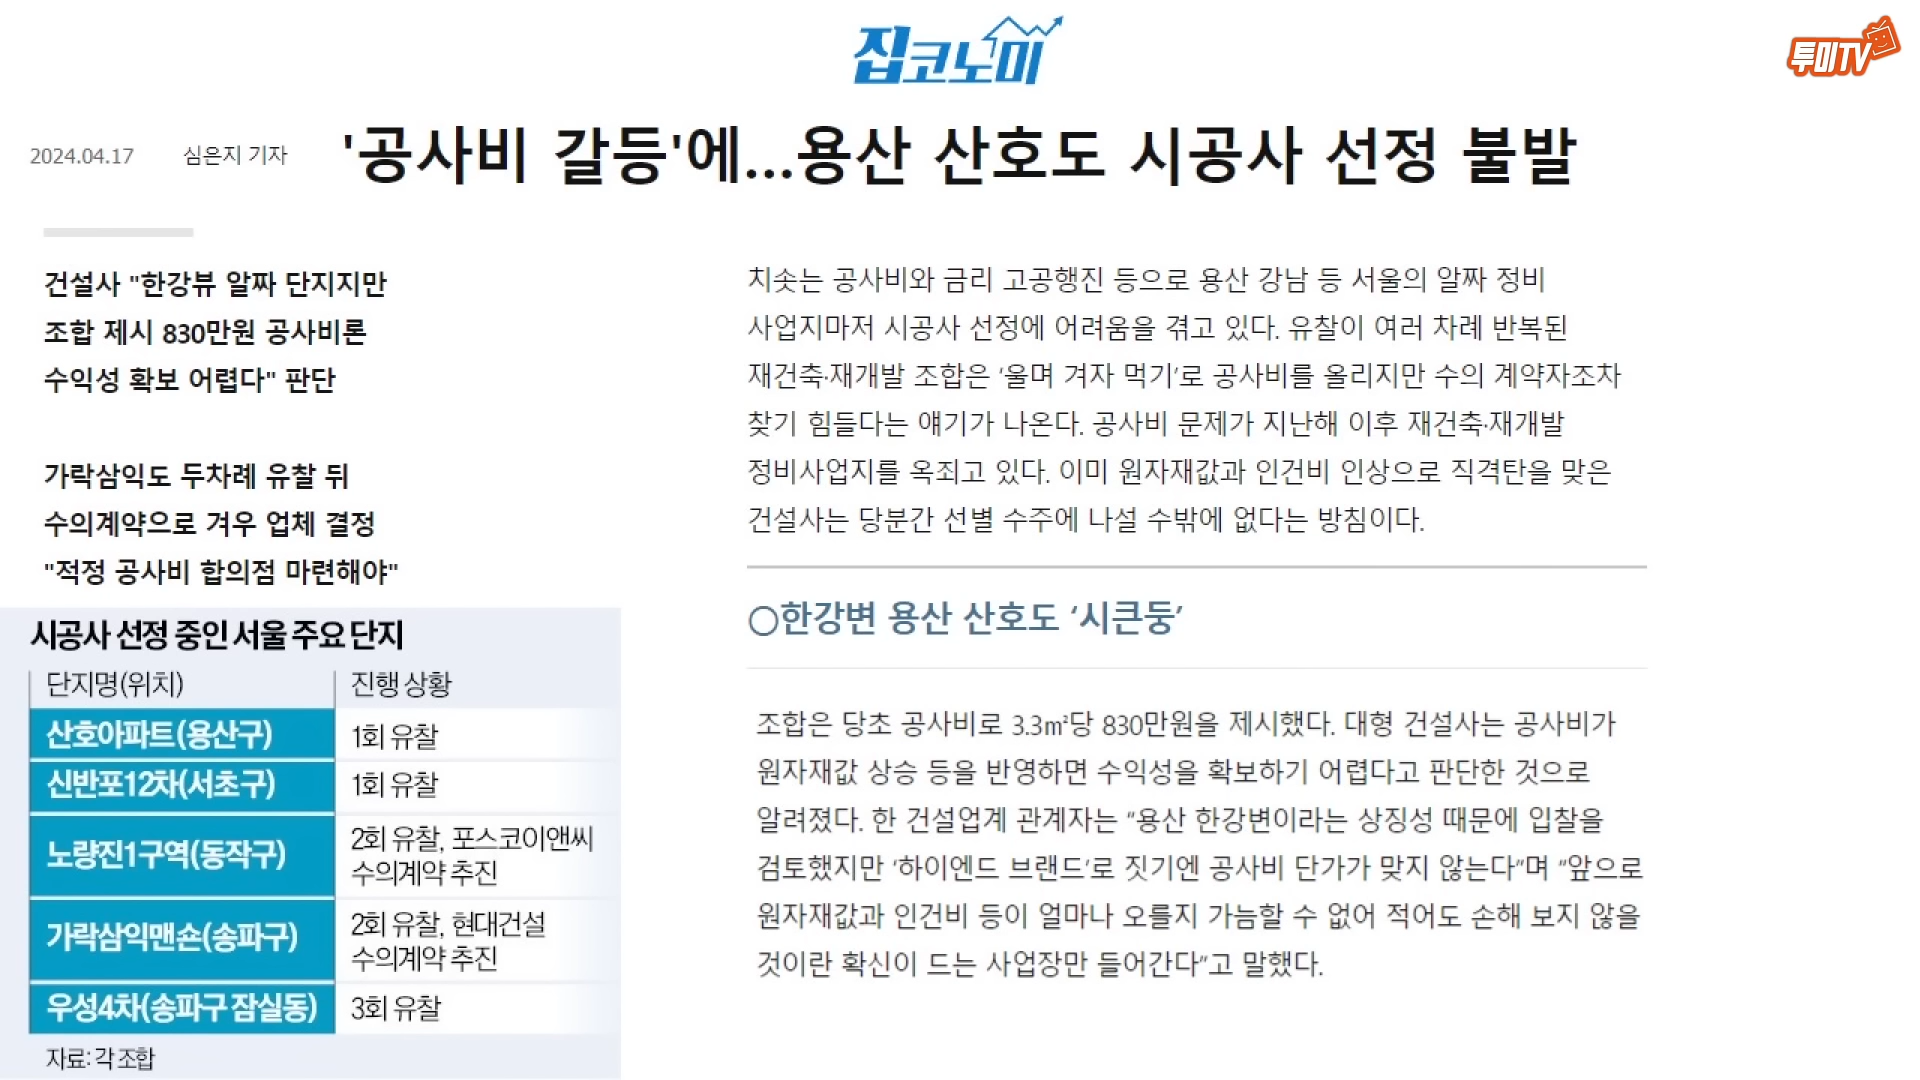 집코노미
투미TV
2024.04.17 심은지 기자
'공사비 갈등'에...용산 산호도 시공사 선정 불발
건설사 "한강뷰 알짜 단지지만
조합 제시 830만원 공사비론
수익성 확보 어렵다" 판단
가락삼익도 두차례 유찰 뒤
수의계약으로 겨우 업체 결정
"적정 공사비 합의점 마련해야"
시공사 선정 중인 서울 주요 단지
단지명(위치) 진행 상황
산호아파트(용산구) 1회 유찰
신반포12차(서초구) 1회 유찰
노량진1구역(동작구) 2회 유찰, 포스코이앤씨
수의계약 추진
가락삼익맨숀(송파구) 2회 유찰, 현대건설
수의계약 추진
우성4차(송파구 잠실동) 3회 유찰
자료: 각 조합
치솟는 공사비와 금리 고공행진 등으로 용산 강남 등 서울의 알짜 정비
사업지마저 시공사 선정에 어려움을 겪고 있다. 유찰이 여러 차례 반복된
재건축·재개발 조합은 ‘울며 겨자 먹기’로 공사비를 올리지만 수의 계약자조차
찾기 힘들다는 얘기가 나온다. 공사비 문제가 지난해 이후 재건축·재개발
정비사업지를 옥죄고 있다. 이미 원자재값과 인건비 인상으로 직격탄을 맞은
건설사는 당분간 선별 수주에 나설 수밖에 없다는 방침이다.
○한강변 용산 산호도 ‘시큰둥’
조합은 당초 공사비로 3.3㎡당 830만원을 제시했다. 대형 건설사는 공사비가
원자재값 상승 등을 반영하면 수익성을 확보하기 어렵다고 판단한 것으로
알려졌다. 한 건설업계 관계자는 “용산 한강변이라는 상징성 때문에 입찰을
검토했지만 ‘하이엔드 브랜드’로 짓기엔 공사비 단가가 맞지 않는다”며 “앞으로
원자재값과 인건비 등이 얼마나 오를지 가늠할 수 없어 적어도 손해 보지 않을
것이란 확신이 드는 사업장만 들어간다”고 말했다.